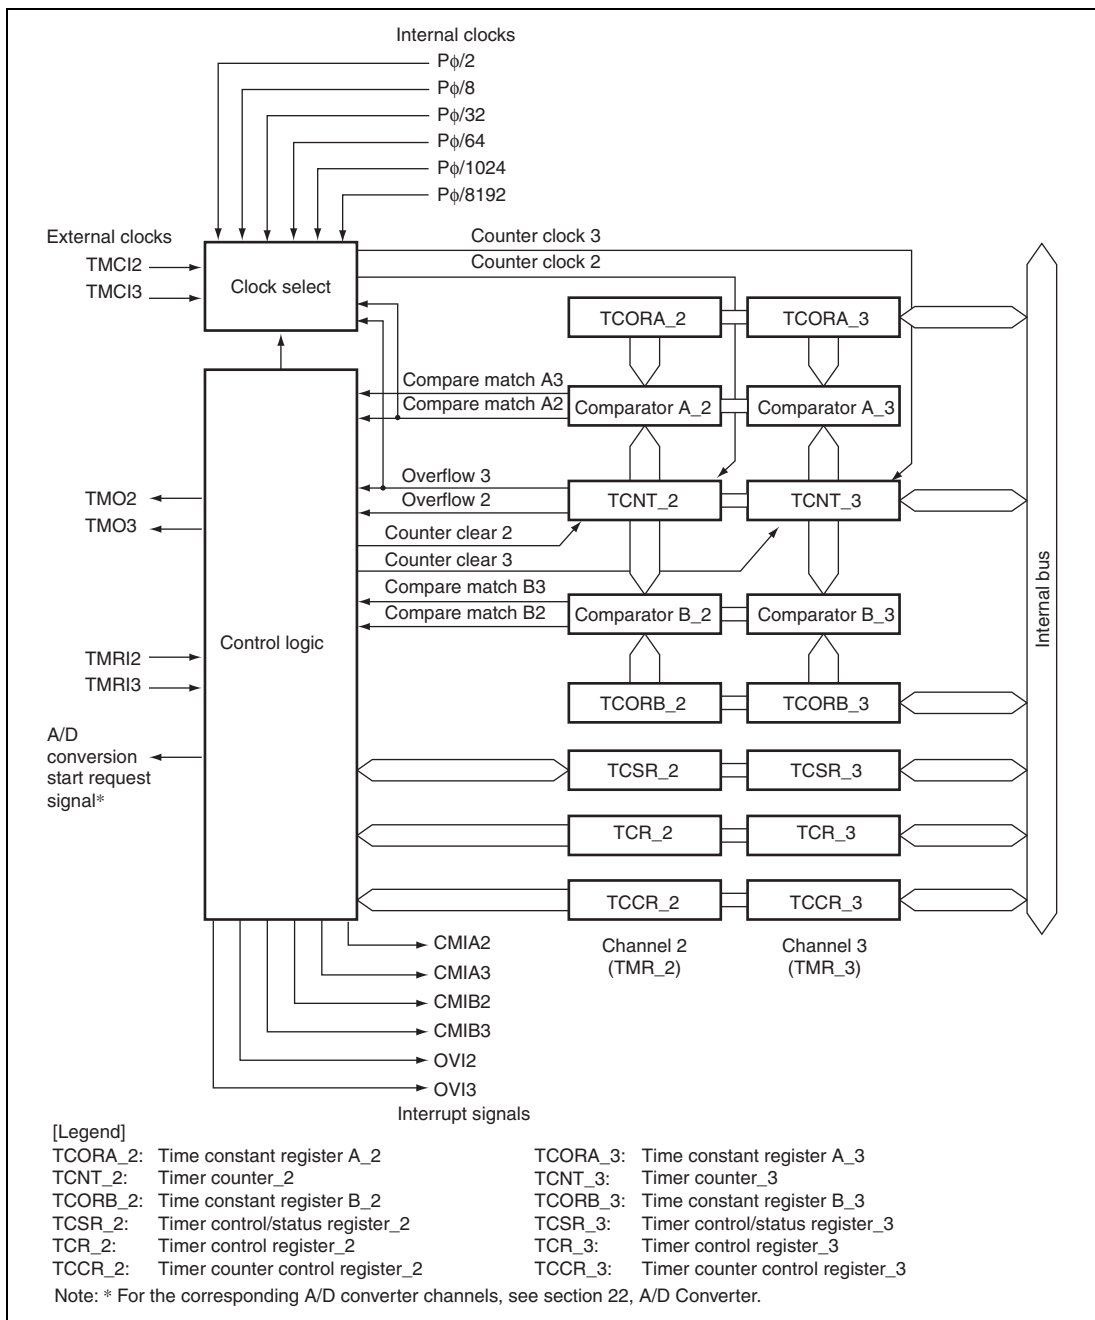 Internal clocks
Pϕ/2
Pϕ/8
Pϕ/32
Pϕ/64
Pϕ/1024
Pϕ/8192
External clocks
TMCI2
TMCI3
Clock select
Counter clock 3
Counter clock 2
TCORA_2
TCORA_3
Compare match A3
Compare match A2
Comparator A_2
Comparator A_3
TMO2
TMO3
Overflow 3
Overflow 2
TCNT_2
TCNT_3
Counter clear 2
Counter clear 3
Compare match B3
Compare match B2
Comparator B_2
Comparator B_3
Control logic
Internal bus
TMRI2
TMRI3
TCORB_2
TCORB_3
A/D
conversion
start request
signal*
TCSR_2
TCSR_3
TCR_2
TCR_3
TCCR_2
TCCR_3
Channel 2
(TMR_2)
Channel 3
(TMR_3)
CMIA2
CMIA3
CMIB2
CMIB3
OVI2
OVI3
Interrupt signals
[Legend]
TCORA_2: Time constant register A_2
TCNT_2: Timer counter_2
TCORB_2: Time constant register B_2
TCSR_2: Timer control/status register_2
TCR_2: Timer control register_2
TCCR_2: Timer counter control register_2
TCORA_3: Time constant register A_3
TCNT_3: Timer counter_3
TCORB_3: Time constant register B_3
TCSR_3: Timer control/status register_3
TCR_3: Timer control register_3
TCCR_3: Timer counter control register_3
Note: * For the corresponding A/D converter channels, see section 22, A/D Converter.